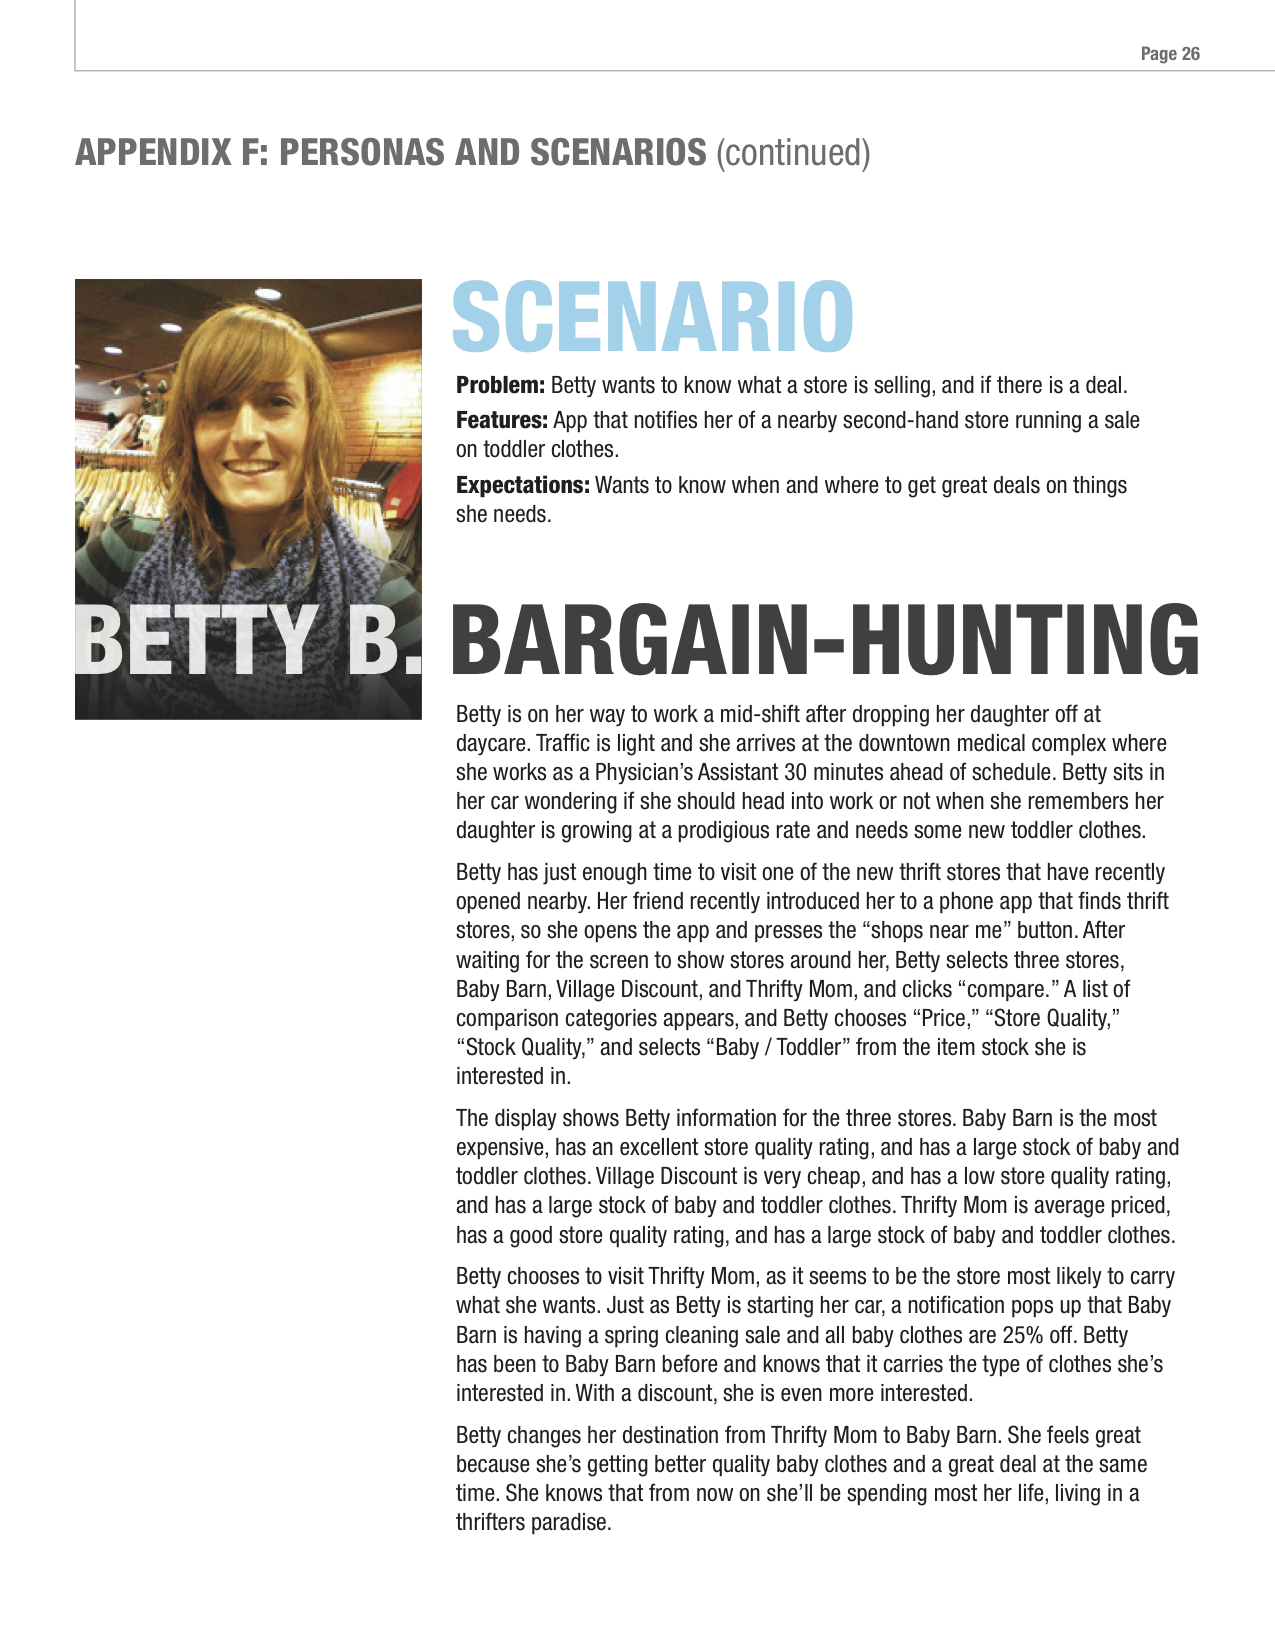 Page 26
APPENDIX F: PERSONAS AND SCENARIOS (continued)
SCENARIO
Problem: Betty wants to know what a store is selling, and if there is a deal.
Features: App that notifies her of a nearby second-hand store running a sale
on toddler clothes.
Expectations: Wants to know when and where to get great deals on things
she needs.
BETTY B.
BARGAIN-HUNTING
Betty is on her way to work a mid-shift after dropping her daughter off at
daycare. Traffic is light and she arrives at the downtown medical complex where
she works as a Physician’s Assistant 30 minutes ahead of schedule. Betty sits in
her car wondering if she should head into work or not when she remembers her
daughter is growing at a prodigious rate and needs some new toddler clothes.
Betty has just enough time to visit one of the new thrift stores that have recently
opened nearby. Her friend recently introduced her to a phone app that finds thrift
stores, so she opens the app and presses the “shops near me” button. After
waiting for the screen to show stores around her, Betty selects three stores,
Baby Barn, Village Discount, and Thrifty Mom, and clicks “compare.” A list of
comparison categories appears, and Betty chooses “Price,” “Store Quality,”
“Stock Quality,” and selects “Baby / Toddler” from the item stock she is
interested in.
The display shows Betty information for the three stores. Baby Barn is the most
expensive, has an excellent store quality rating, and has a large stock of baby and
toddler clothes. Village Discount is very cheap, and has a low store quality rating,
and has a large stock of baby and toddler clothes. Thrifty Mom is average priced,
has a good store quality rating, and has a large stock of baby and toddler clothes.
Betty chooses to visit Thrifty Mom, as it seems to be the store most likely to carry
what she wants. Just as Betty is starting her car, a notification pops up that Baby
Barn is having a spring cleaning sale and all baby clothes are 25% off. Betty
has been to Baby Barn before and knows that it carries the type of clothes she’s
interested in. With a discount, she is even more interested.
Betty changes her destination from Thrifty Mom to Baby Barn. She feels great
because she’s getting better quality baby clothes and a great deal at the same
time. She knows that from now on she’ll be spending most her life, living in a
thrifters paradise.